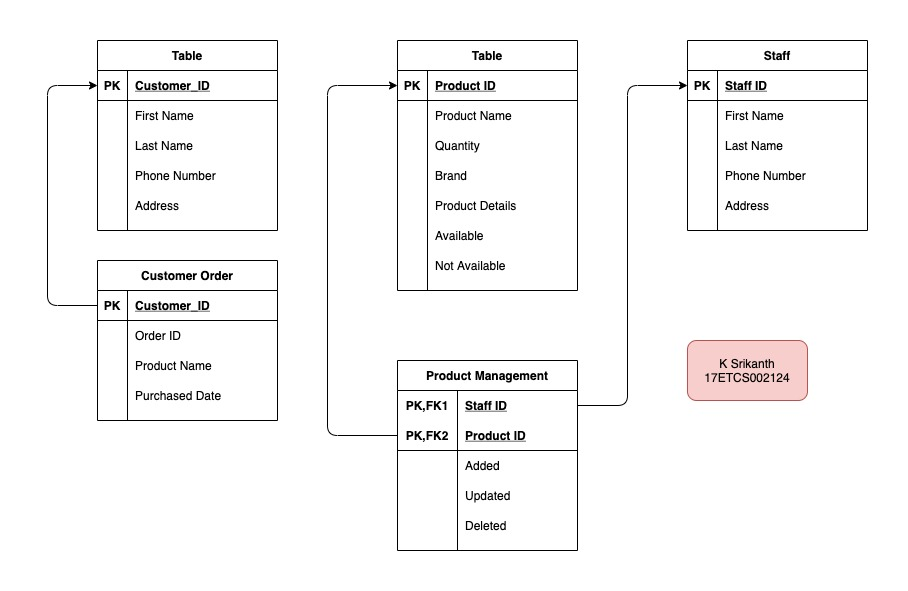 Table
PK Customer_ID
First Name
Last Name
Phone Number
Address
Customer Order
PK Customer_ID
Order ID
Product Name
Purchased Date
Table
PK Product ID
Product Name
Quantity
Brand
Product Details
Available
Not Available
Product Management
PK,FK1 Staff ID
PK,FK2 Product ID
Added
Updated
Deleted
Staff
PK Staff ID
First Name
Last Name
Phone Number
Address
K Srikanth
17ETCS002124